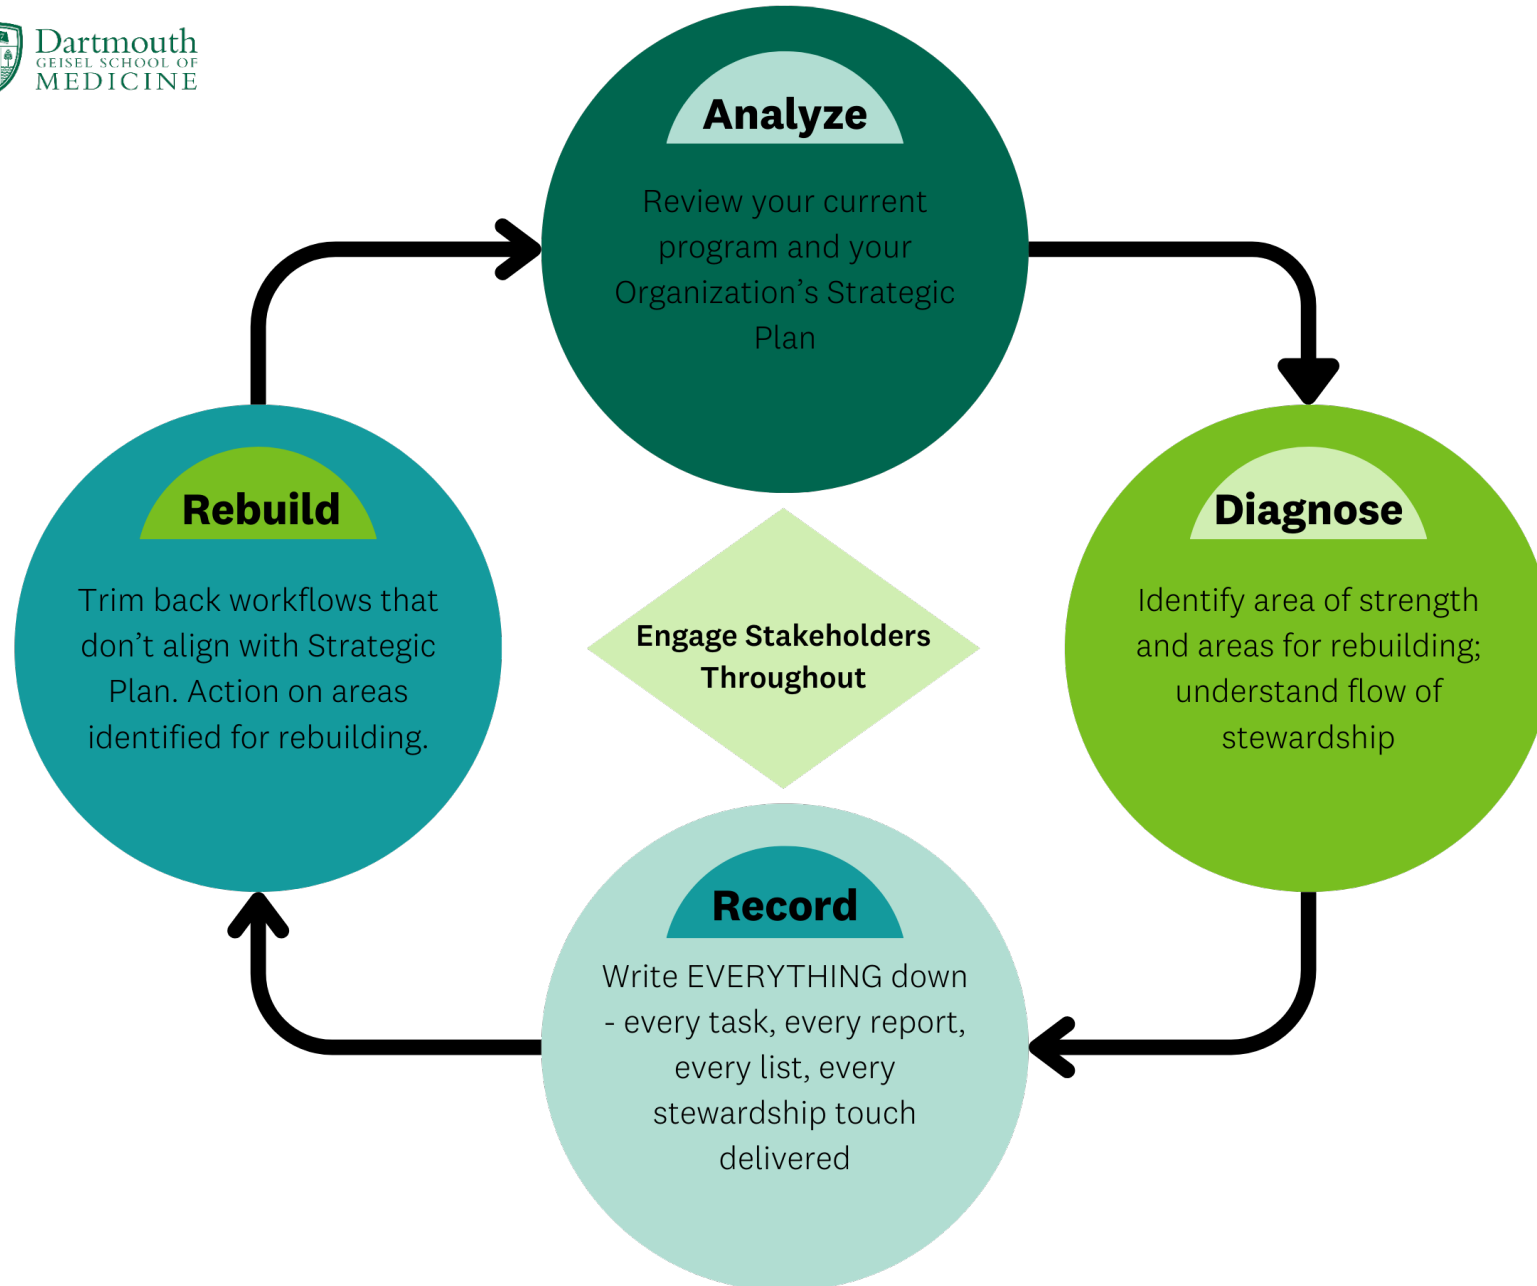 Dartmouth
GEISEL SCHOOL OF
MEDICINE
Analyze
Review your current
program and your
Organization’s Strategic
Plan
Diagnose
Identify area of strength
and areas for rebuilding;
understand flow of
stewardship
Record
Write EVERYTHING down
- every task, every report,
every list, every
stewardship touch
delivered
Rebuild
Trim back workflows that
don’t align with Strategic
Plan. Action on areas
identified for rebuilding.
Engage Stakeholders
Throughout